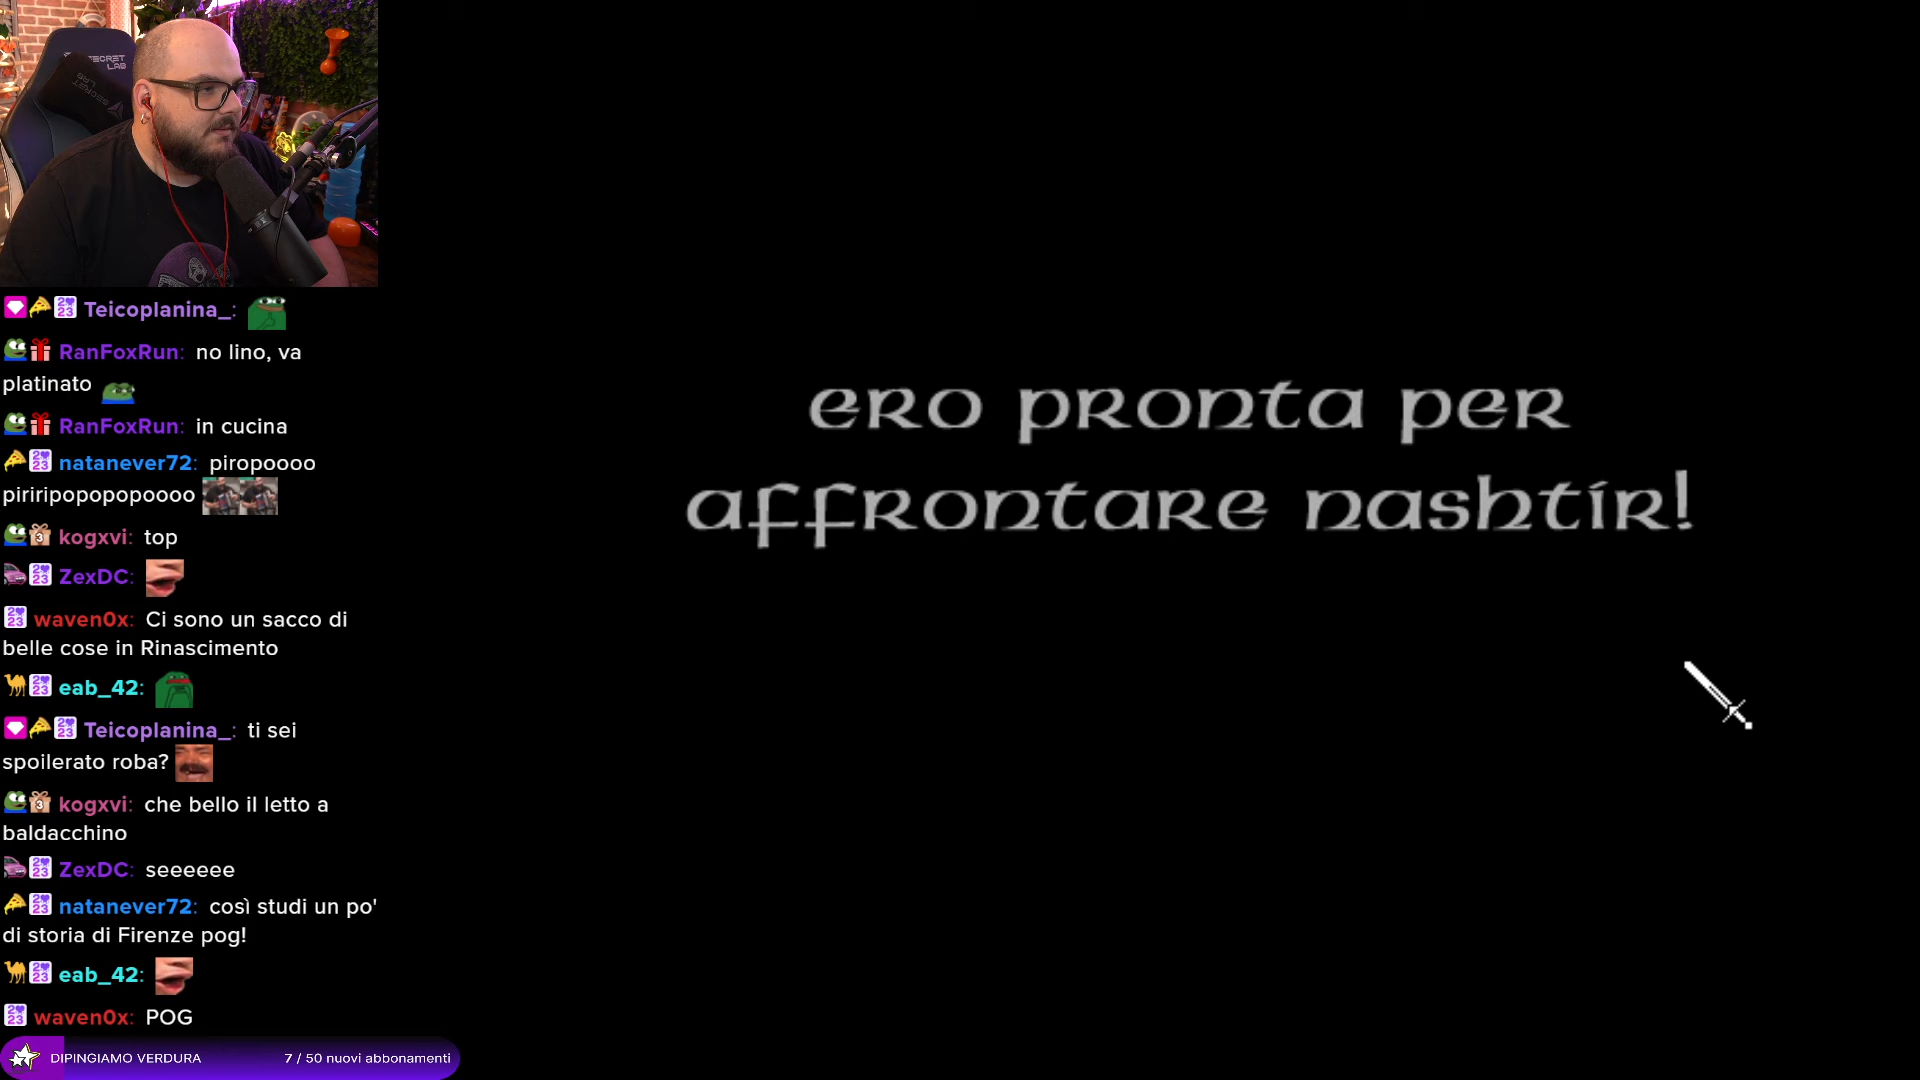 SECRET
LAB
Teicoplanina_:
RanFoxRun: no lino, va
platinato
RanFoxRun: in cucina
natanever72: piropoooo
piriripopopopoooo
kogxvi: top
ZexDC:
waven0x: Ci sono un sacco di
belle cose in Rinascimento
eab_42:
Teicoplanina_: ti sei
spoilerato roba?
kogxvi: che bello il letto a
baldacchino
ZexDC: seeeeee
natanever72: così studi un po'
di storia di Firenze pog!
eab_42:
waven0x: POG
DIPINGIAMO VERDURA 7 / 50 nuovi abbonamenti
ero pronta per
affrontare nashtír!